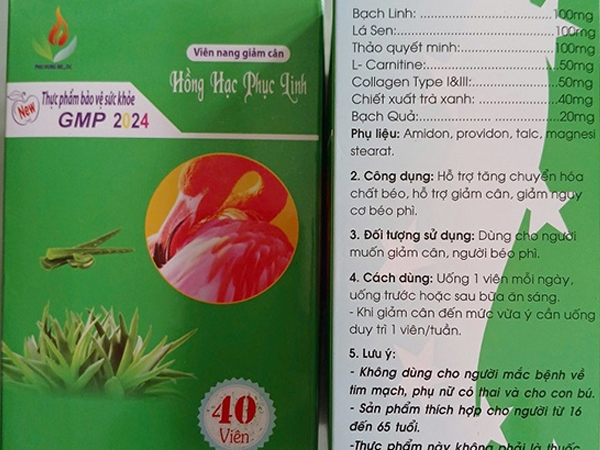 Viên nang giảm cân
Hồng Hạc Phục Linh
New
Thực phẩm bảo vệ sức khỏe
GMP 2024
40
Viên
Bạch Linh: 100mg
Lá Sen: 100mg
Thảo quyết minh: 100mg
L- Carnitine: 50mg
Collagen Type I&III: 50mg
Chiết xuất trà xanh: 40mg
Bạch Quả: 20mg
Phụ liệu: Amidon, providon, talc, magnesi
stearat.
2. Công dụng: Hỗ trợ tăng chuyển hóa
chất béo, hỗ trợ giảm cân, giảm nguy
cơ béo phì.
3. Đối tượng sử dụng: Dùng cho người
muốn giảm cân, người béo phì.
4. Cách dùng: Uống 1 viên mỗi ngày,
uống trước hoặc sau bữa ăn sáng.
- Khi giảm cân đến mức vừa ý cần uống
duy trì 1 viên/tuần.
5. Lưu ý:
- Không dùng cho người mắc bệnh về
tim mạch, phụ nữ có thai và cho con bú.
- Sản phẩm thích hợp cho người từ 16
đến 65 tuổi.
-Thực phẩm này không phải là thuốc